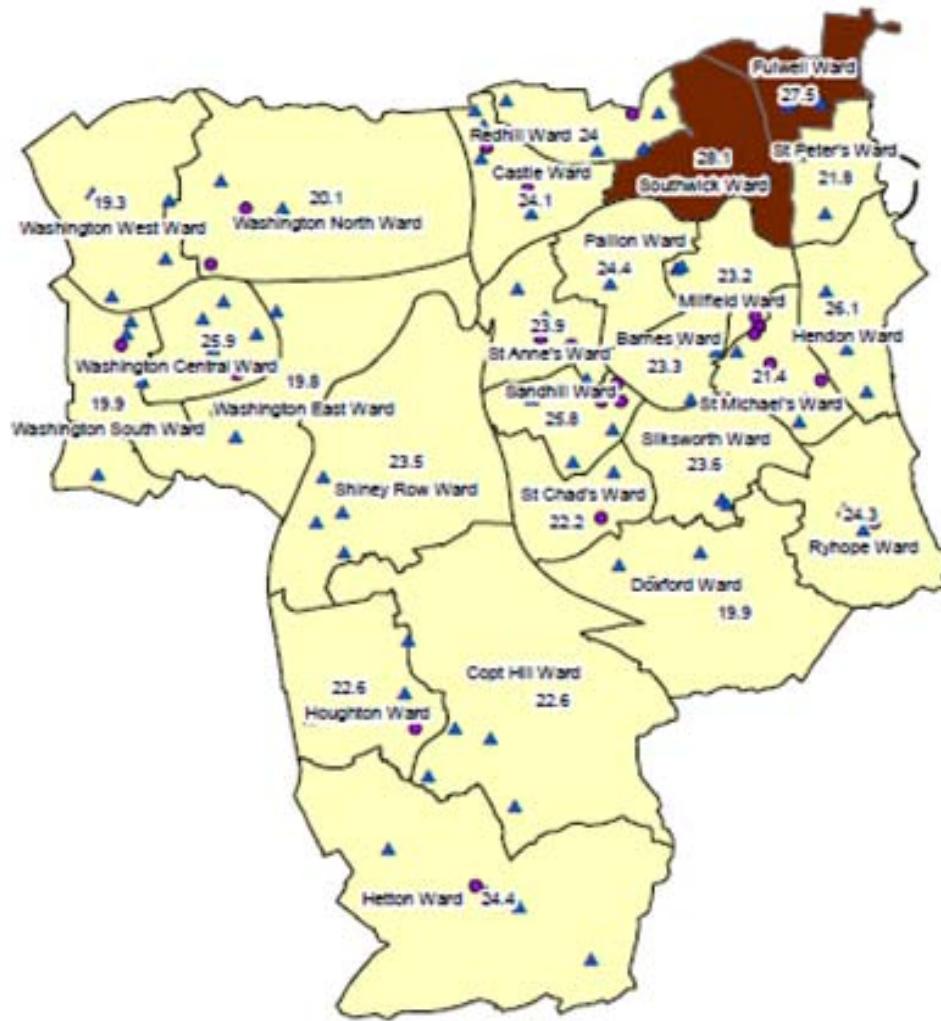 Fulwell Ward
27.5
Redhill Ward 24
St Peter's Ward
21.8
28.1
Southwick Ward
Castle Ward
24.1
19.3
Washington West Ward
20.1
Washington North Ward
Pallion Ward
24.4
23.2
Millfield Ward
26.1
Hendon Ward
23.9
St Anne's Ward
Barnes Ward
23.3
25.9
Washington Central Ward
19.8
Washington East Ward
19.9
Washington South Ward
Sandhill Ward
25.8
21.4
St Michael's Ward
Silksworth Ward
23.6
23.5
Shiney Row Ward
St Chad's Ward
22.2
24.3
Ryhope Ward
Doxford Ward
19.9
Copt Hill Ward
22.6
22.6
Houghton Ward
Hetton Ward
24.4